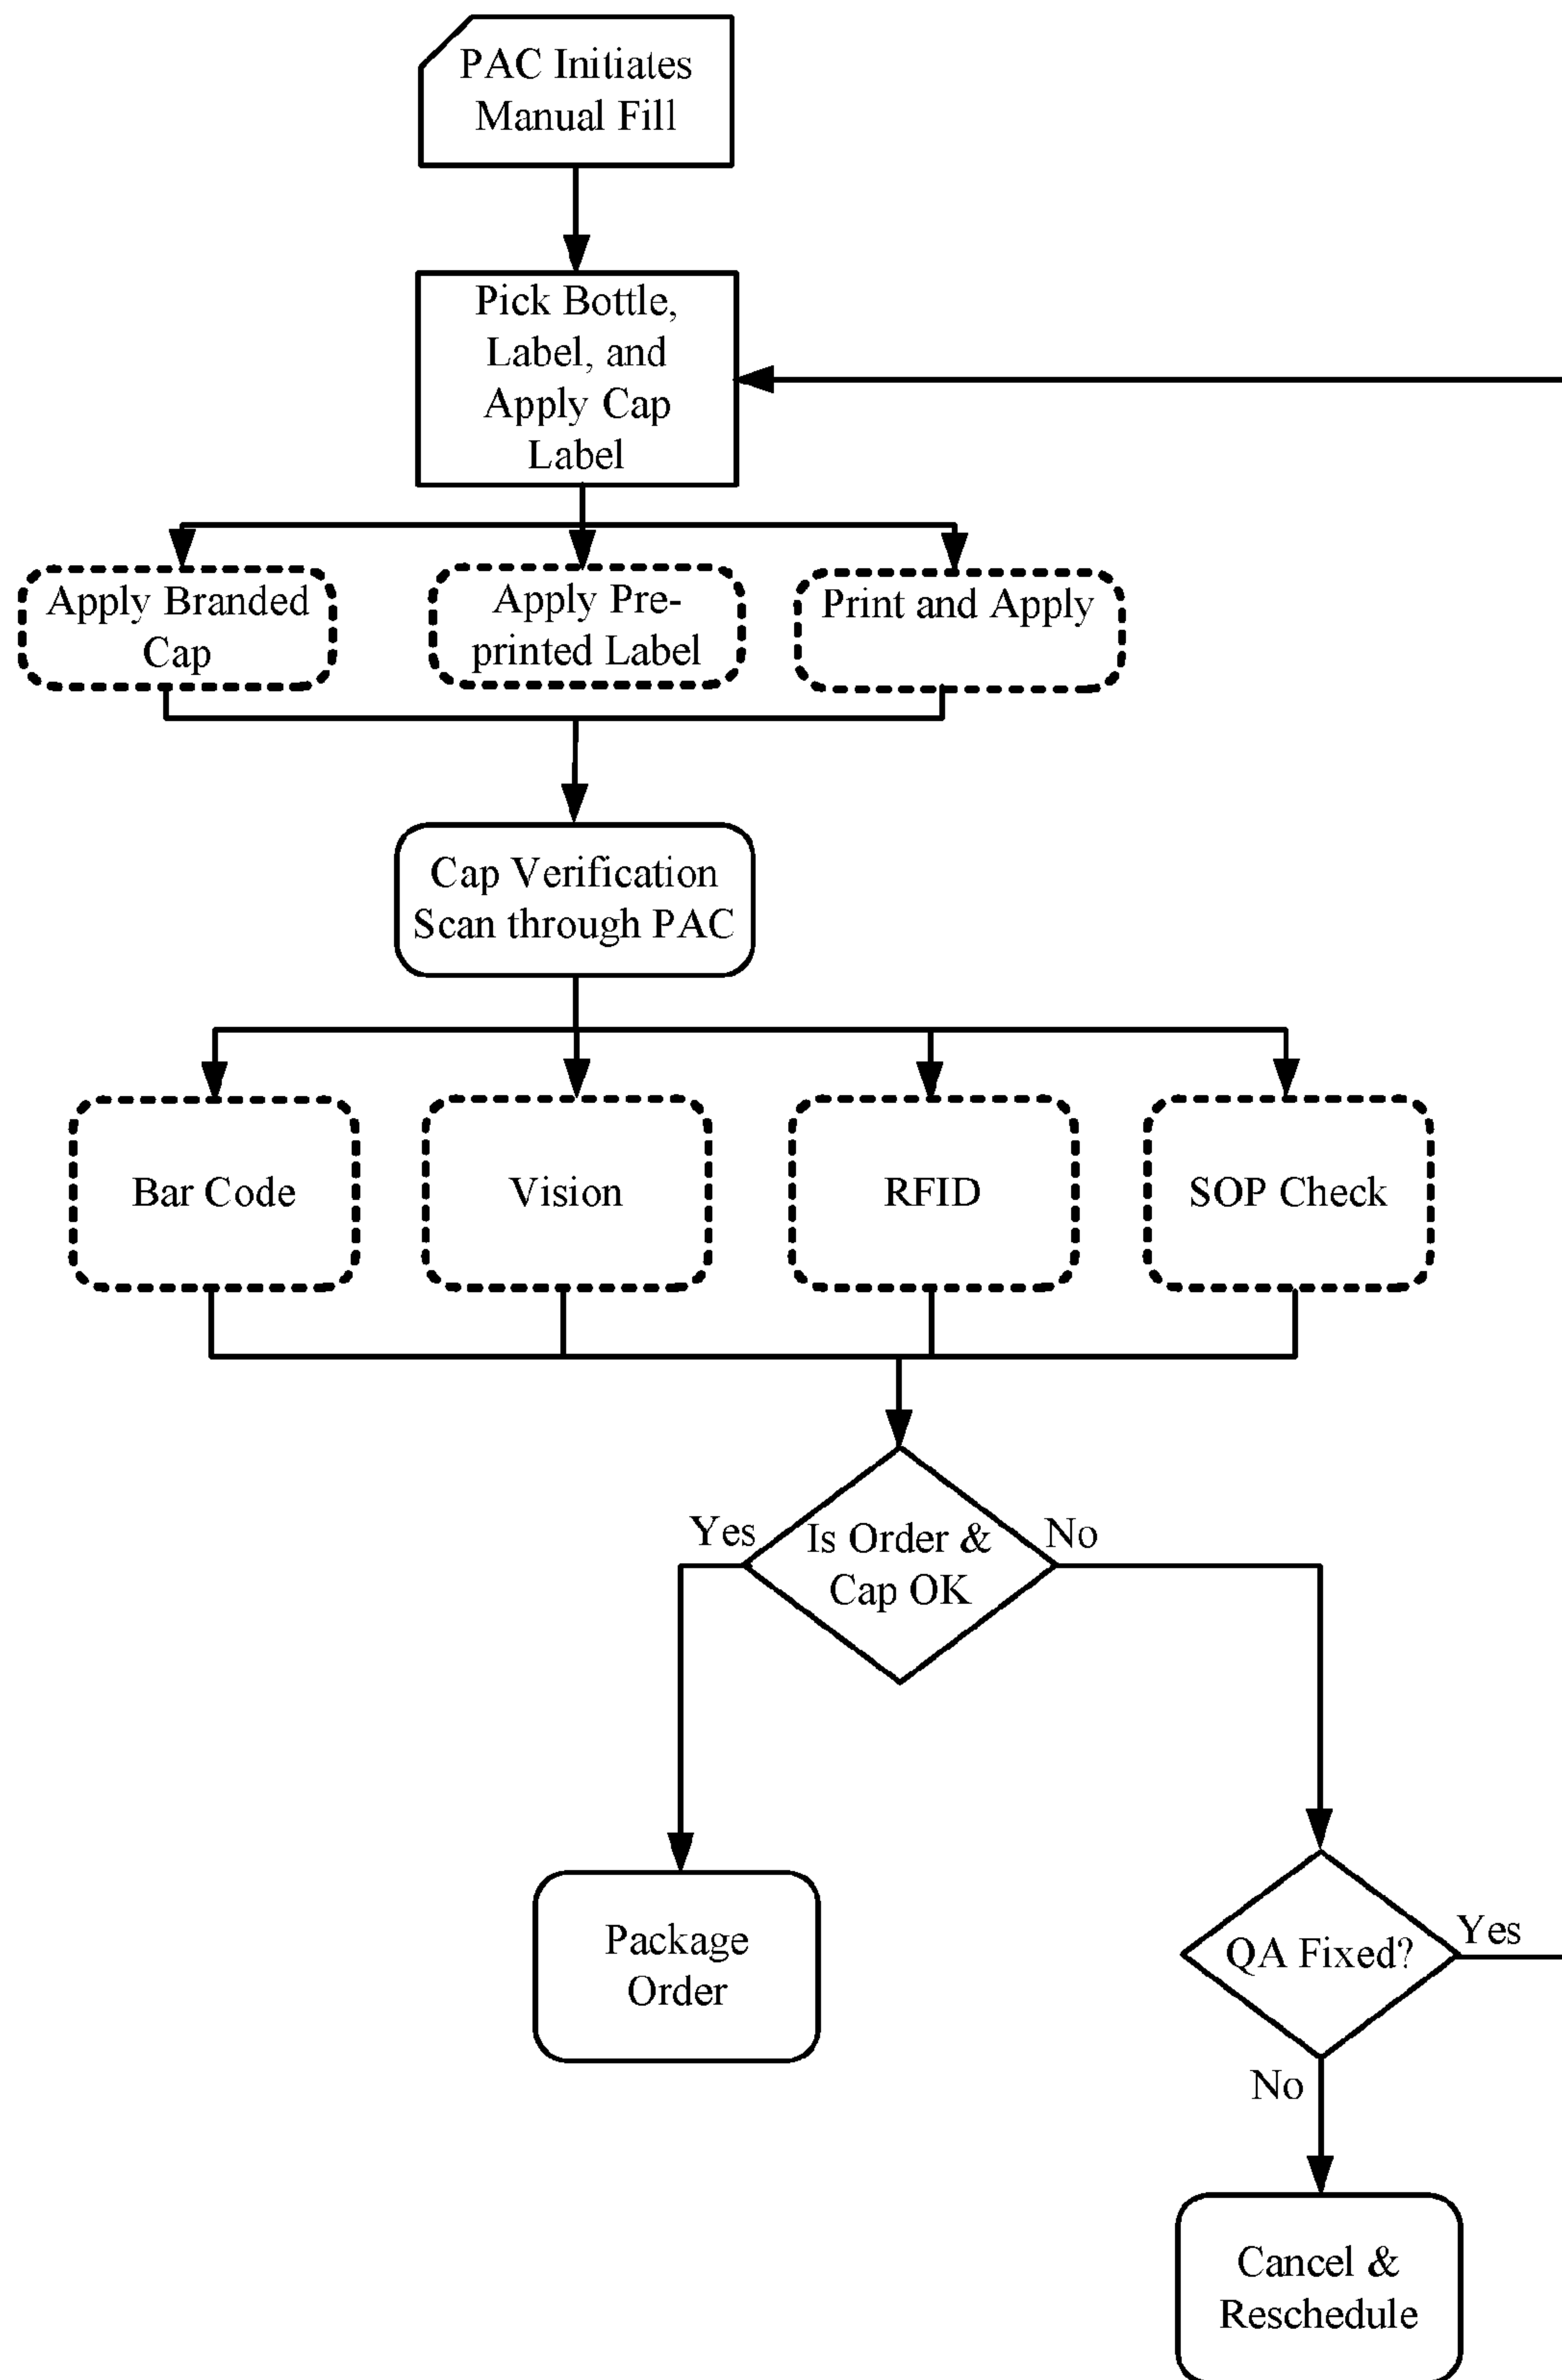 PAC Initiates
Manual Fill
Pick Bottle,
Label, and
Apply Cap
Label
Apply Branded
Cap
Apply Pre-
printed Label
Print and Apply
Cap Verification
Scan through PAC
Bar Code
Vision
RFID
SOP Check
Yes
Is Order &
Cap OK
No
Package
Order
QA Fixed?
Yes
No
Cancel &
Reschedule